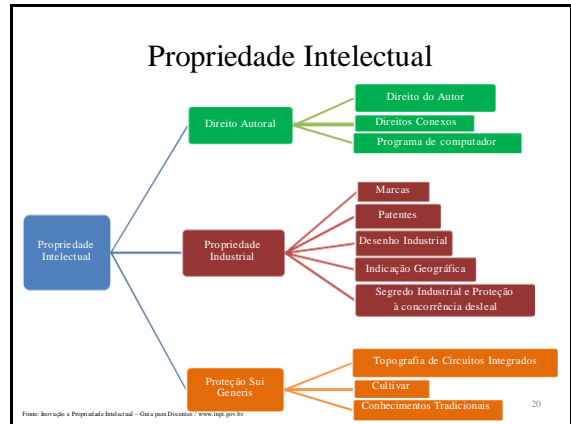 Propriedade Intelectual
Direito do Autor
Direito Autoral
Direitos Conexos
Programa de computador
Marcas
Patentes
Propriedade
Intelectual
Propriedade
Industrial
Desenho Industrial
Indicação Geográfica
Segredo Industrial e Proteção
à concorrência desleal
Topografia de Circuitos Integrados
Proteção Sui
Generis
Cultivar
Conhecimentos Tradicionais
20
Fonte: Inovação e Propriedade Intelectual – Guia para Docentes / www.inpi.gov.br